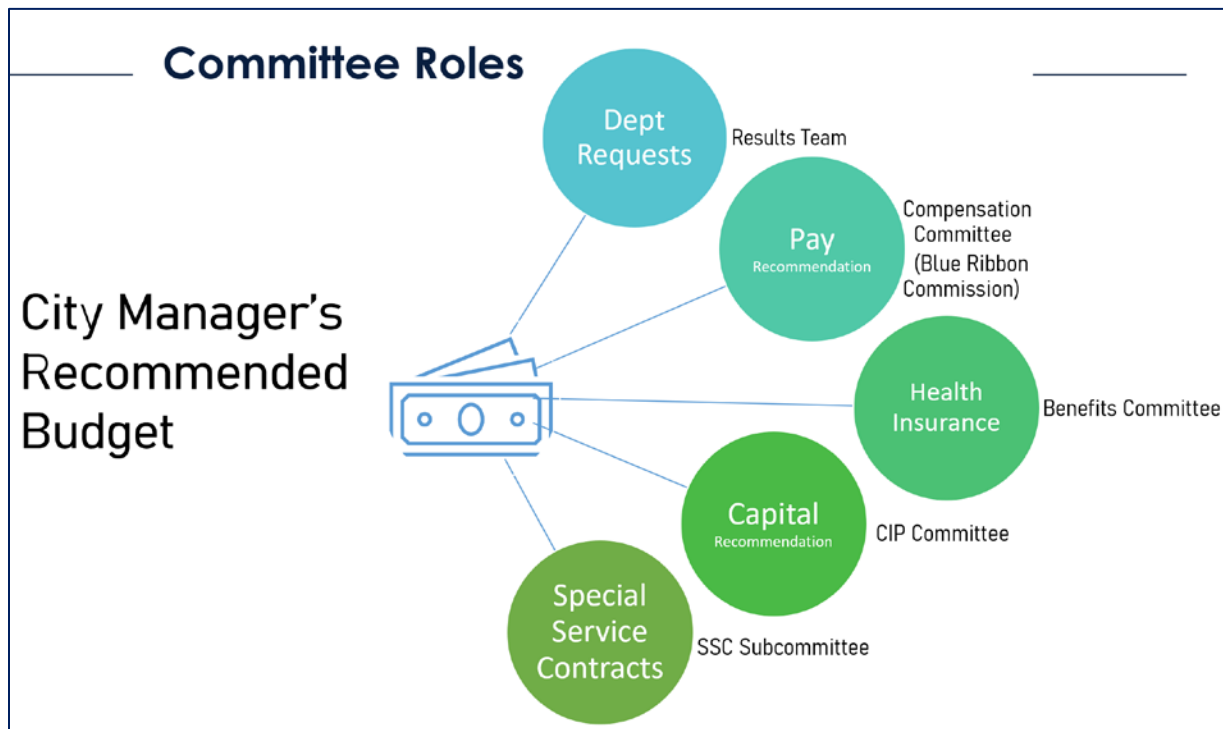 Committee Roles
Dept
Requests
Results Team
Pay
Recommendation
Compensation
Committee
(Blue Ribbon
Commission)
City Manager's
Recommended
Budget
Health
Insurance
Benefits Committee
Capital
Recommendation
CIP Committee
Special
Service
Contracts
SSC Subcommittee